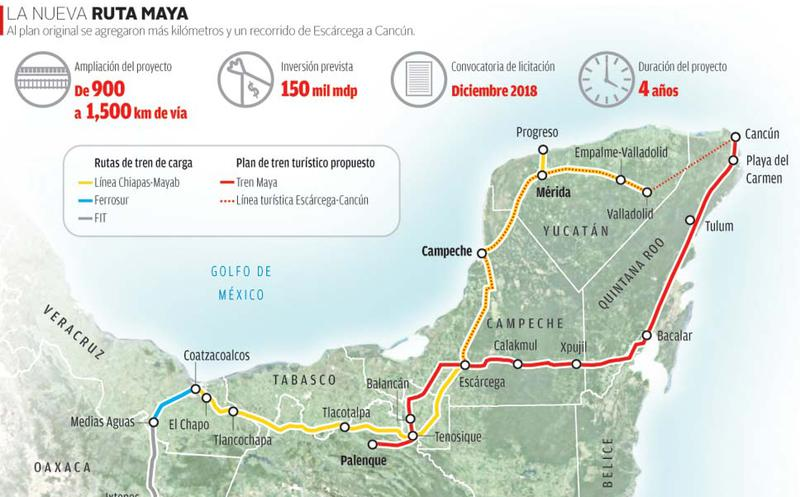 LA NUEVA RUTA MAYA
Al plan original se agregaron más kilómetros y un recorrido de Escárcega a Cancún.
Ampliación del proyecto
De 900
a 1,500 km de vía
Inversión prevista
150 mil mdp
Convocatoria de licitación
Diciembre 2018
Duración del proyecto
4 años
Rutas de tren de carga
Línea Chiapas-Mayab
Ferrosur
FIT
Plan de tren turístico propuesto
Tren Maya
Línea turística Escárcega-Cancún
Progreso
Empalme-Valladolid
Cancún
Playa del
Carmen
Mérida
Valladolid
Tulum
YUCATÁN
Campeche
QUINTANA ROO
GOLFO DE
MÉXICO
CAMPECHE
Calakmul
Xpujil
Bacalar
VERACRUZ
Coatzacoalcos
TABASCO
Balancán
Escárcega
Medias Aguas
El Chapo
Tlancochapa
Tlacotalpa
Tenosique
Palenque
OAXACA
BELICE